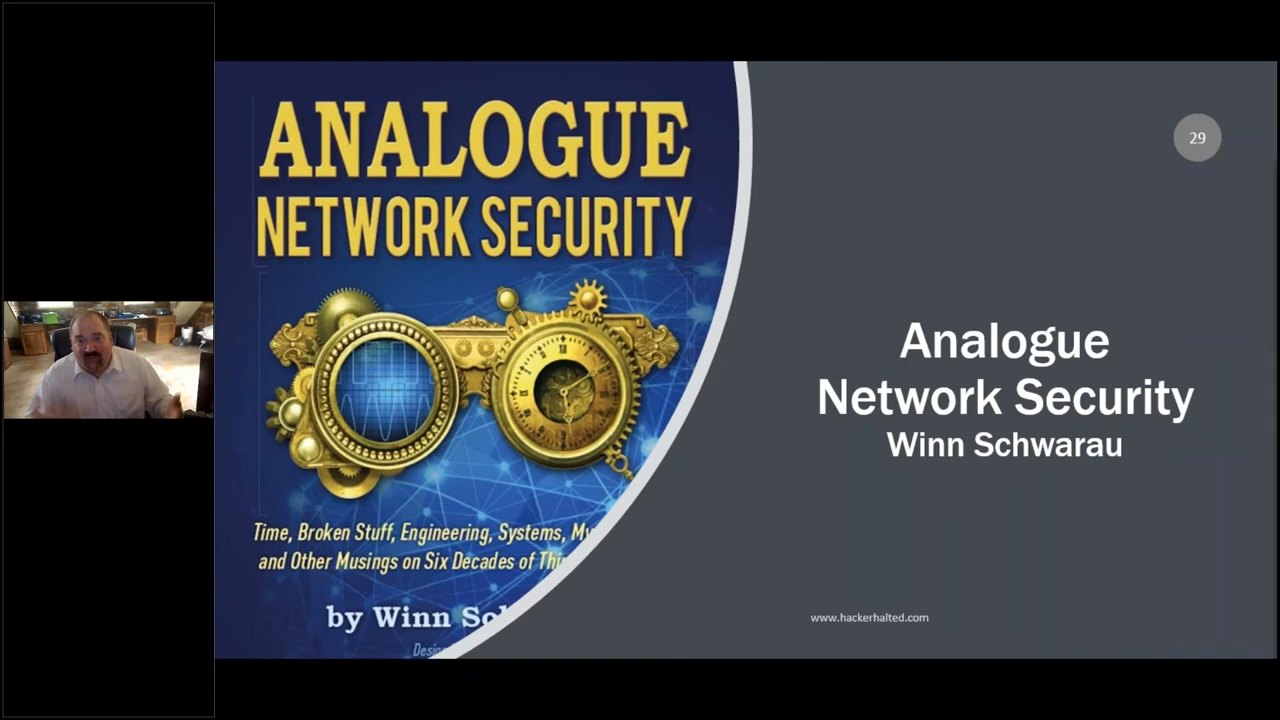 ANALOGUE
NETWORK SECURITY
Time, Broken Stuff, Engineering, Systems, My
and Other Musings on Six Decades of Thi
by Winn Sch
Desig
29
Analogue
Network Security
Winn Schwarau
www.hackerhalted.com